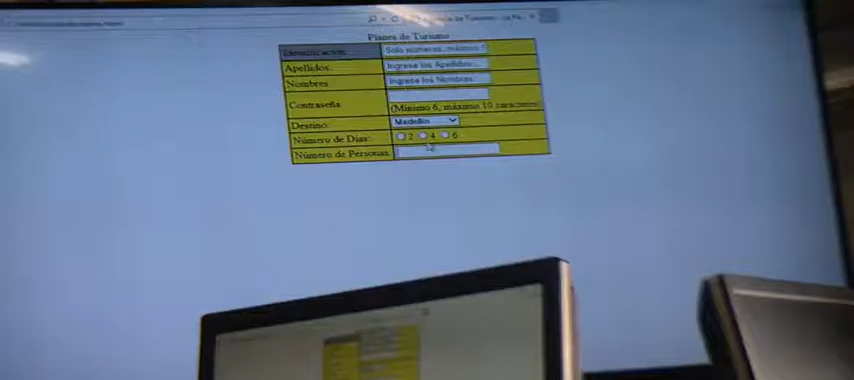 Planes de Turismo
Identificación: Solo números, máximo
Apellidos: Ingrese los Apellidos...
Nombres Ingrese los Nombres
Contraseña
(Minimo 6, máximo 10 caracteres)
Destino: Medellín
Número de Días: 2 4 6
Número de Personas